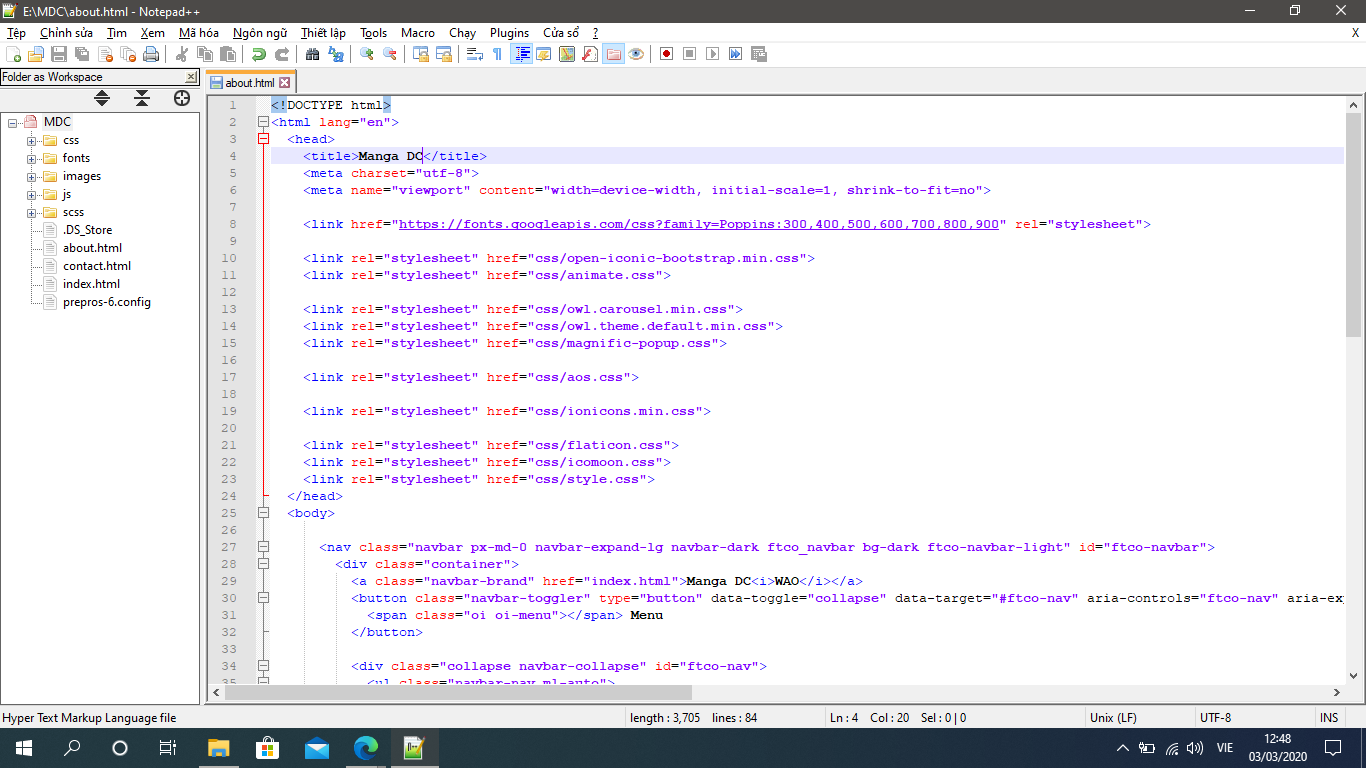 E:\MDC\about.html - Notepad++
Tệp Chỉnh sửa Tìm Xem Mã hóa Ngôn ngữ Thiết lập Tools Macro Chạy Plugins Cửa sổ ? X
Folder as Workspace
about.html
MDC
css
fonts
images
js
scss
.DS_Store
about.html
contact.html
index.html
prepros-6.config
1 <!DOCTYPE html>
2 <html lang="en">
3 <head>
4 <title>Manga DC</title>
5 <meta charset="utf-8">
6 <meta name="viewport" content="width=device-width, initial-scale=1, shrink-to-fit=no">
7
8 <link href="https://fonts.googleapis.com/css?family=Poppins:300,400,500,600,700,800,900" rel="stylesheet">
9
10 <link rel="stylesheet" href="css/open-iconic-bootstrap.min.css">
11 <link rel="stylesheet" href="css/animate.css">
12
13 <link rel="stylesheet" href="css/owl.carousel.min.css">
14 <link rel="stylesheet" href="css/owl.theme.default.min.css">
15 <link rel="stylesheet" href="css/magnific-popup.css">
16
17 <link rel="stylesheet" href="css/aos.css">
18
19 <link rel="stylesheet" href="css/ionicons.min.css">
20
21 <link rel="stylesheet" href="css/flaticon.css">
22 <link rel="stylesheet" href="css/icomoon.css">
23 <link rel="stylesheet" href="css/style.css">
24 </head>
25 <body>
26
27 <nav class="navbar px-md-0 navbar-expand-lg navbar-dark ftco_navbar bg-dark ftco-navbar-light" id="ftco-navbar">
28 <div class="container">
29 <a class="navbar-brand" href="index.html">Manga DC<i>WAO</i></a>
30 <button class="navbar-toggler" type="button" data-toggle="collapse" data-target="#ftco-nav" aria-controls="ftco-nav" aria-ex
31 <span class="oi oi-menu"></span> Menu
32 </button>
33
34 <div class="collapse navbar-collapse" id="ftco-nav">
35 <ul class="navbar-nav ml-auto">
Hyper Text Markup Language file length : 3,705 lines : 84 Ln : 4 Col : 20 Sel : 0 | 0 Unix (LF) UTF-8 INS
VIE
12:48
03/03/2020